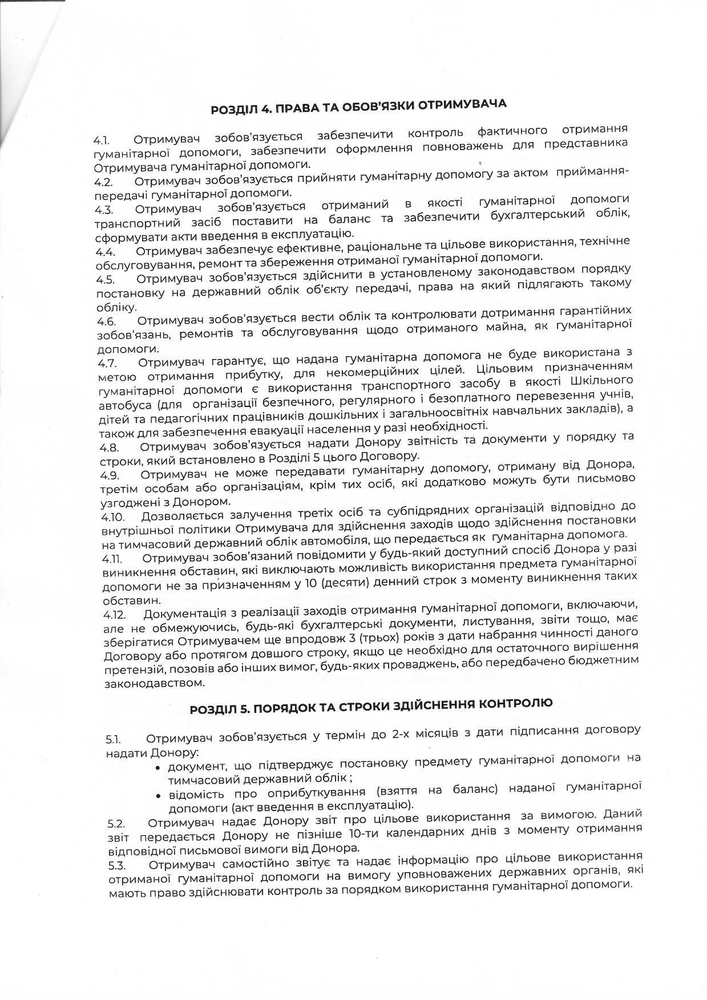 РОЗДІЛ 4. ПРАВА ТА ОБОВ'ЯЗКИ ОТРИМУВАЧА
4.1. Отримувач зобов'язується забезпечити контроль фактичного отримання
гуманітарної допомоги, забезпечити оформлення повноважень для представника
Отримувача гуманітарної допомоги.
4.2. Отримувач зобов'язується прийняти гуманітарну допомогу за актом приймання-
передачі гуманітарної допомоги.
4.3. Отримувач зобов'язується отриманий в якості гуманітарної допомоги
транспортний засіб поставити на баланс та забезпечити бухгалтерський облік,
сформувати акти введення в експлуатацію.
4.4. Отримувач забезпечує ефективне, раціональне та цільове використання, технічне
обслуговування, ремонт та збереження отриманої гуманітарної допомоги.
4.5. Отримувач зобов'язується здійснити в установленому законодавством порядку
постановку на державний облік об'єкту передачі, права на який підлягають такому
обліку.
4.6. Отримувач зобов'язується вести облік та контролювати дотримання гарантійних
зобов'язань, ремонтів та обслуговування щодо отриманого майна, як гуманітарної
допомоги.
4.7. Отримувач гарантує, що надана гуманітарна допомога не буде використана з
метою отримання прибутку, для некомерційних цілей. Цільовим призначенням
гуманітарної допомоги є використання транспортного засобу в якості Шкільного
автобуса (для організації безпечного, регулярного і безоплатного перевезення учнів,
дітей та педагогічних працівників дошкільних і загальноосвітніх навчальних закладів), а
також для забезпечення евакуації населення у разі необхідності.
4.8. Отримувач зобов'язується надати Донору звітність та документи у порядку та
строки, який встановлено в Розділі 5 цього Договору.
4.9. Отримувач не може передавати гуманітарну допомогу, отриману від Донора,
третім особам або організаціям, крім тих осіб, які додатково можуть бути письмово
узгоджені з Донором.
4.10. Дозволяється залучення третіх осіб та субпідрядних організацій відповідно до
внутрішньої політики Отримувача для здійснення заходів щодо здійснення постановки
на тимчасовий державний облік автомобіля, що передається як гуманітарна допомога.
4.11. Отримувач зобов'язаний повідомити у будь-який доступний спосіб Донора у разі
виникнення обставин, які виключають можливість використання предмета гуманітарної
допомоги не за призначенням у 10 (десяти) денний строк з моменту виникнення таких
обставин.
4.12. Документація з реалізації заходів отримання гуманітарної допомоги, включаючи,
але не обмежуючись, будь-які бухгалтерські документи, листування, звіти тощо, має
зберігатися Отримувачем ще впродовж 3 (трьох) років з дати набрання чинності даного
Договору або протягом довшого строку, якщо це необхідно для остаточного вирішення
претензій, позовів або інших вимог, будь-яких проваджень, або передбачено бюджетним
законодавством.
РОЗДІЛ 5. ПОРЯДОК ТА СТРОКИ ЗДІЙСНЕННЯ КОНТРОЛЮ
5.1. Отримувач зобов'язується у термін до 2-х місяців з дати підписання договору
надати Донору:
• документ, що підтверджує постановку предмету гуманітарної допомоги на
тимчасовий державний облік ;
• відомість про оприбуткування (взяття на баланс) наданої гуманітарної
допомоги (акт введення в експлуатацію).
5.2. Отримувач надає Донору звіт про цільове використання за вимогою. Даний
звіт передається Донору не пізніше 10-ти календарних днів з моменту отримання
відповідної письмової вимоги від Донора.
5.3. Отримувач самостійно звітує та надає інформацію про цільове використання
отриманої гуманітарної допомоги на вимогу уповноважених державних органів, які
мають право здійснювати контроль за порядком використання гуманітарної допомоги.